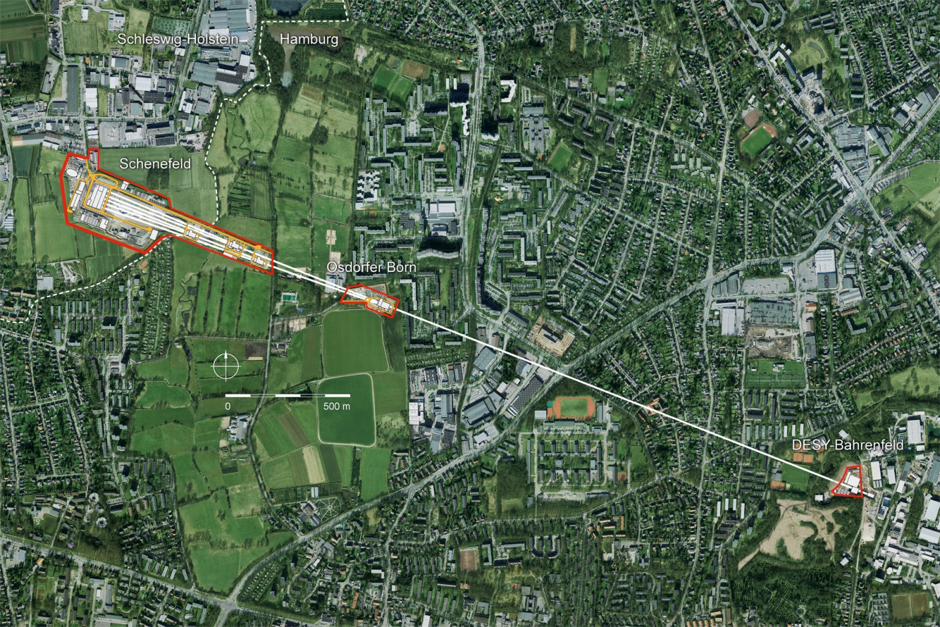 Schleswig-Holstein
Hamburg
Schenefeld
Osdorfer Born
0
500 m
DESY-Bahrenfeld